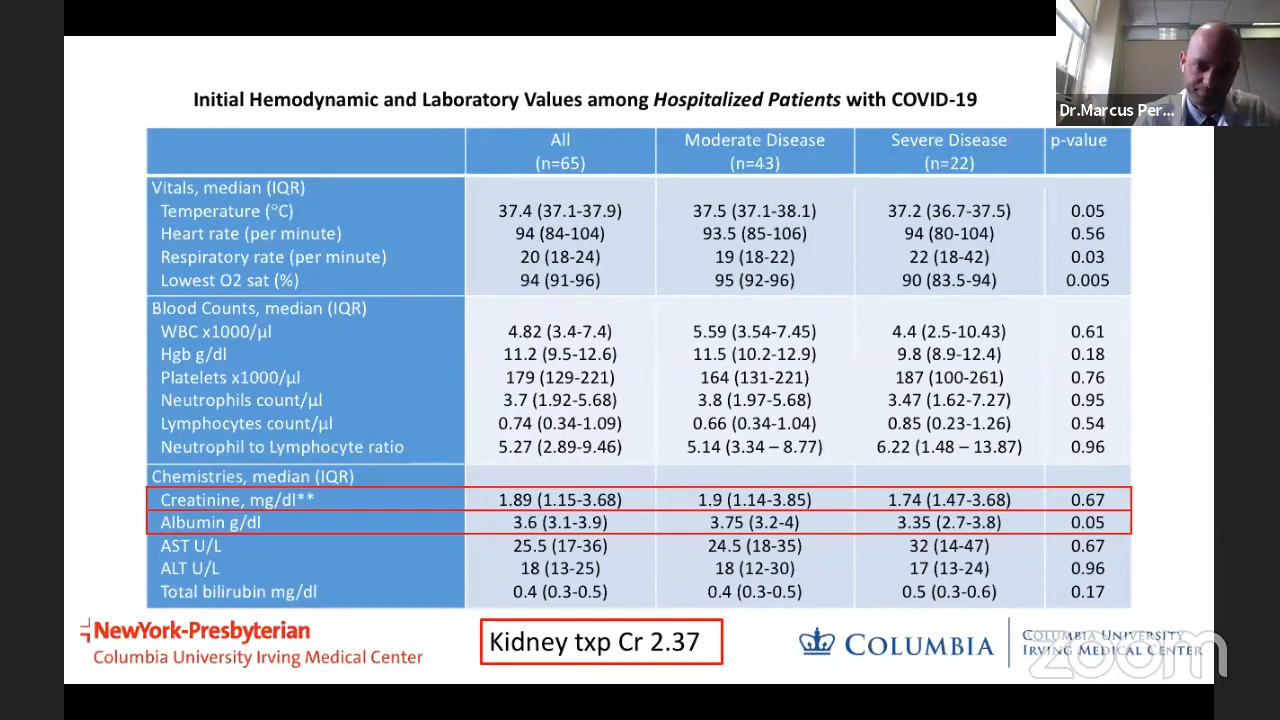 Dr.Marcus Per...
Initial Hemodynamic and Laboratory Values among Hospitalized Patients with COVID-19
All (n=65) Moderate Disease (n=43) Severe Disease (n=22) p-value
Vitals, median (IQR)
Temperature (°C) 37.4 (37.1-37.9) 37.5 (37.1-38.1) 37.2 (36.7-37.5) 0.05
Heart rate (per minute) 94 (84-104) 93.5 (85-106) 94 (80-104) 0.56
Respiratory rate (per minute) 20 (18-24) 19 (18-22) 22 (18-42) 0.03
Lowest O2 sat (%) 94 (91-96) 95 (92-96) 90 (83.5-94) 0.005
Blood Counts, median (IQR)
WBC x1000/µl 4.82 (3.4-7.4) 5.59 (3.54-7.45) 4.4 (2.5-10.43) 0.61
Hgb g/dl 11.2 (9.5-12.6) 11.5 (10.2-12.9) 9.8 (8.9-12.4) 0.18
Platelets x1000/µl 179 (129-221) 164 (131-221) 187 (100-261) 0.76
Neutrophils count/µl 3.7 (1.92-5.68) 3.8 (1.97-5.68) 3.47 (1.62-7.27) 0.95
Lymphocytes count/µl 0.74 (0.34-1.09) 0.66 (0.34-1.04) 0.85 (0.23-1.26) 0.54
Neutrophil to Lymphocyte ratio 5.27 (2.89-9.46) 5.14 (3.34 – 8.77) 6.22 (1.48 – 13.87) 0.96
Chemistries, median (IQR)
Creatinine, mg/dl** 1.89 (1.15-3.68) 1.9 (1.14-3.85) 1.74 (1.47-3.68) 0.67
Albumin g/dl 3.6 (3.1-3.9) 3.75 (3.2-4) 3.35 (2.7-3.8) 0.05
AST U/L 25.5 (17-36) 24.5 (18-35) 32 (14-47) 0.67
ALT U/L 18 (13-25) 18 (12-30) 17 (13-24) 0.96
Total bilirubin mg/dl 0.4 (0.3-0.5) 0.4 (0.3-0.5) 0.5 (0.3-0.6) 0.17
NewYork-Presbyterian
Columbia University Irving Medical Center
Kidney txp Cr 2.37
COLUMBIA
COLUMBIA UNIVERSITY
IRVING MEDICAL CENTER
zoom